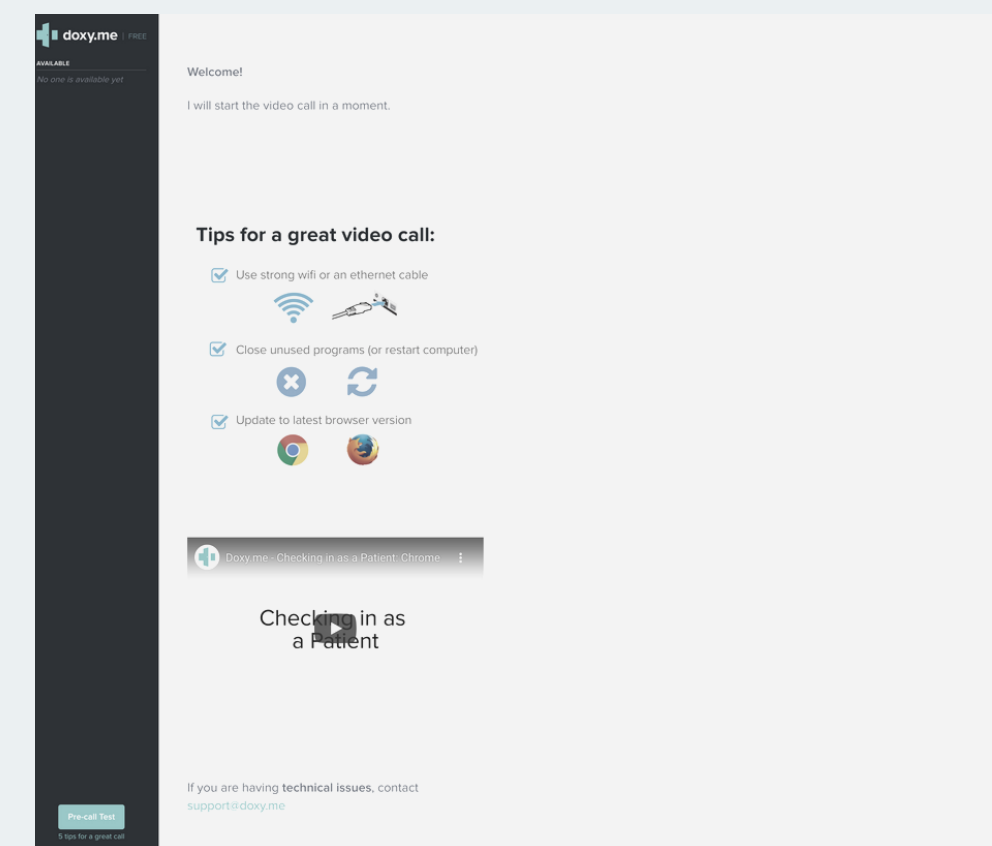 doxy.me | FREE
AVAILABLE
No one is available yet
Welcome!
I will start the video call in a moment.
Tips for a great video call:
Use strong wifi or an ethernet cable
Close unused programs (or restart computer)
Update to latest browser version
Doxy.me - Checking in as a Patient: Chrome
Checking in as
a Patient
If you are having technical issues, contact
support@doxy.me
Pre-call Test
5 tips for a great call